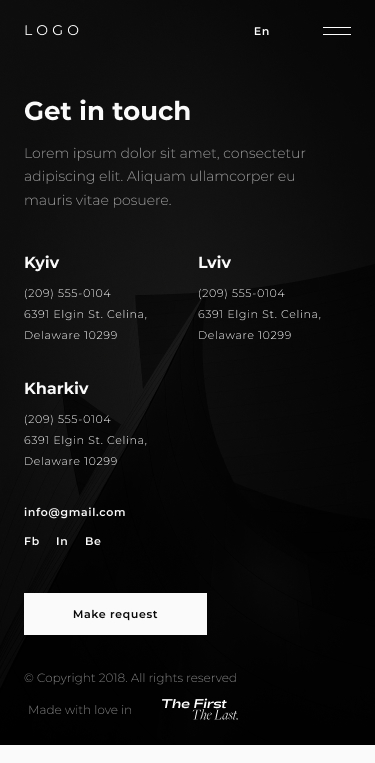 LOGO
En
Get in touch
Lorem ipsum dolor sit amet, consectetur
adipiscing elit. Aliquam ullamcorper eu
mauris vitae posuere.
Kyiv
(209) 555-0104
6391 Elgin St. Celina,
Delaware 10299
Lviv
(209) 555-0104
6391 Elgin St. Celina,
Delaware 10299
Kharkiv
(209) 555-0104
6391 Elgin St. Celina,
Delaware 10299
info@gmail.com
Fb In Be
Make request
© Copyright 2018. All rights reserved
Made with love in
The First
The Last.